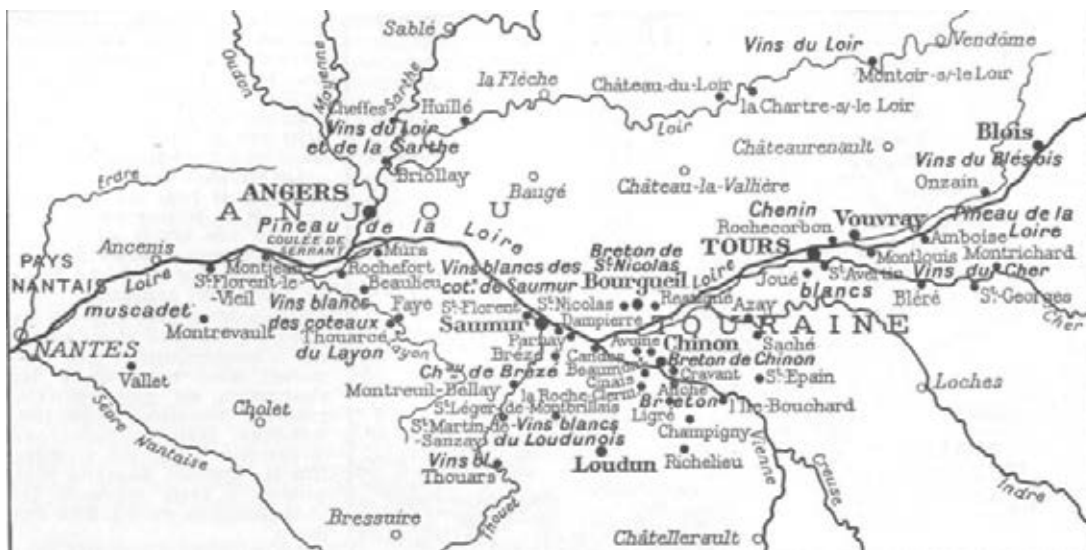 Sablé
Oudon
Mayenne
Sarthe
Cheffes
Huillé
la Flèche
Château-du-Loir
Vins du Loir
Vendôme
Montoir-s/-le Loir
la Chartre-s/-le Loir
Loir
Vins du Loir
et de la Sarthe
Briollay
Baugé
Château-la-Valhère
Châteaurenault
Blois
Vins du Blésois
Onzain
Erdre
ANGERS
ANJOU
Pineau de la Loire
COULÉE DE
SERRANT
Murs
Ancenis
PAYS
NANTAIS
Loire
muscadet
Montjean
St-Florent-le-
Vieil
Rochefort
Beaulieu
Montrevault
Vins blancs
des coteaux
du Layon
Faye
Thouarcé
Layon
NANTES
Vallet
Cholet
Sèvre Nantaise
Bressuire
Vins blancs des
cot. de Saumur
St-Florent
Saumur
Parnay
Brézé
Chau de Brézé
Montreuil-Bellay
St-Léger-de-Montbrillais
St-Martin-de-
-Sanzay
Vins blancs
du Loudunois
Vins bl.
Thouars
Thouet
Loudun
Breton de
St-Nicolas
Bourgueil
St-Nicolas
Restigné
Dampierre
Candes
Avoine
Beaumont
Cinais
la Roche-Clerm.
Chinon
Breton de Chinon
Cravant
Anché
Breton
Ligré
l'Ile-Bouchard
Champigny
Richelieu
Vienne
Creuse
Châtellerault
Loire
TOURAINE
Chenin
Rochecorbon
Vouvray
TOURS
Joué
St-Avertin
blancs
Montlouis
Amboise
Pineau de la
Loire
Montrichard
Vins du Cher
Bléré
St-Georges
Cher
Azay
Saché
St-Epain
Loches
Indre